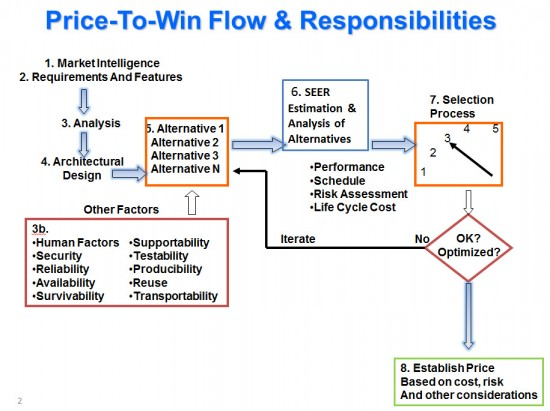 Price-To-Win Flow & Responsibilities
1. Market Intelligence
2. Requirements And Features
3. Analysis
4. Architectural
Design
5. Alternative 1
Alternative 2
Alternative 3
Alternative N
6. SEER
Estimation &
Analysis of
Alternatives
7. Selection
Process
1
2
3
4
5
•Performance
•Schedule
•Risk Assessment
•Life Cycle Cost
Other Factors
3b.
•Human Factors
•Security
•Reliability
•Availability
•Survivability
•Supportability
•Testability
•Producibility
•Reuse
•Transportability
Iterate
No
OK?
Optimized?
8. Establish Price
Based on cost, risk
And other considerations
2